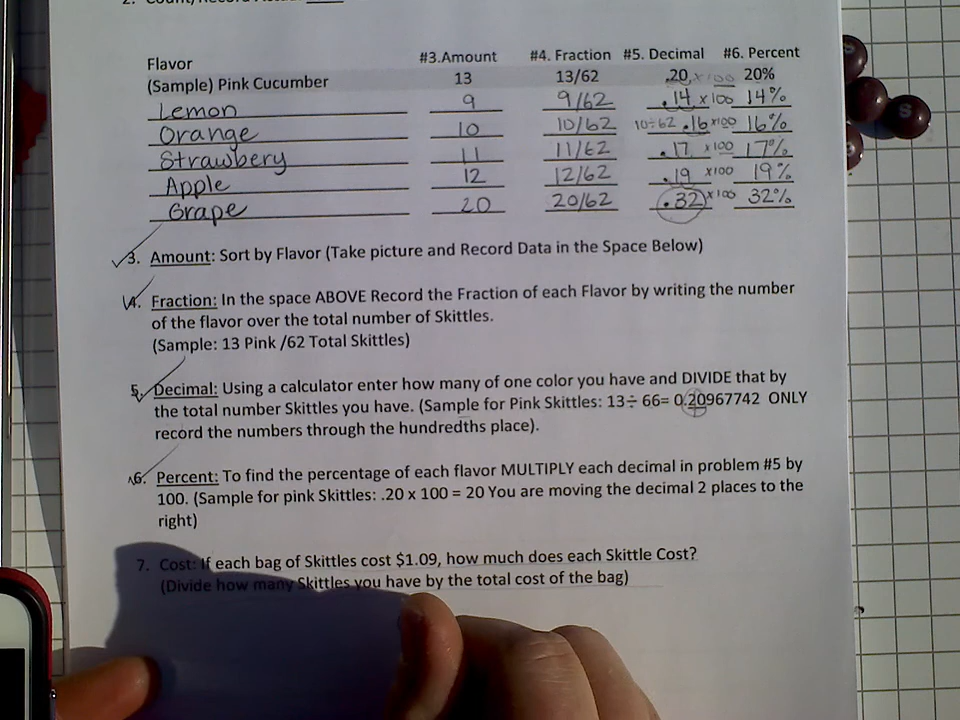 #3.Amount #4. Fraction #5. Decimal #6. Percent
Flavor
(Sample) Pink Cucumber 13 13/62 .20 x 100 20%
Lemon 9 9/62 .14 x 100 14%
Orange 10 10/62 10÷62 .16 x100 16%
Strawbery 11 11/62 .17 x100 17%
Apple 12 12/62 .19 x100 19%
Grape 20 20/62 .32 x100 32%
3. Amount: Sort by Flavor (Take picture and Record Data in the Space Below)
4. Fraction: In the space ABOVE Record the Fraction of each Flavor by writing the number
of the flavor over the total number of Skittles.
(Sample: 13 Pink /62 Total Skittles)
5. Decimal: Using a calculator enter how many of one color you have and DIVIDE that by
the total number Skittles you have. (Sample for Pink Skittles: 13÷ 66= 0.20967742 ONLY
record the numbers through the hundredths place).
6. Percent: To find the percentage of each flavor MULTIPLY each decimal in problem #5 by
100. (Sample for pink Skittles: .20 x 100 = 20 You are moving the decimal 2 places to the
right)
7. Cost: If each bag of Skittles cost $1.09, how much does each Skittle Cost?
(Divide how many Skittles you have by the total cost of the bag)